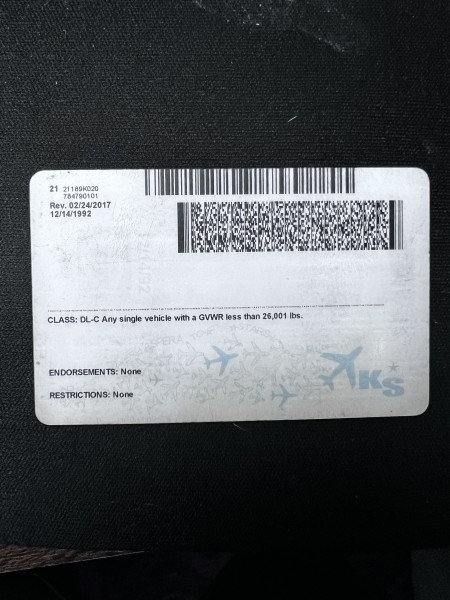 21 21189K020
784790101
Rev. 02/24/2017
12/14/1992
CLASS: DL-C Any single vehicle with a GVWR less than 26,001 lbs.
ENDORSEMENTS: None
RESTRICTIONS: None
KS